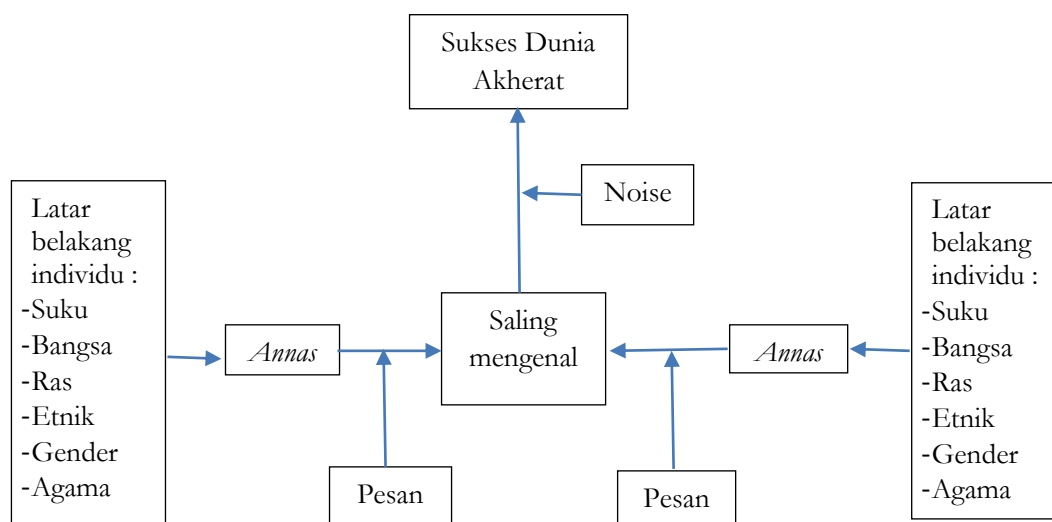 Sukses Dunia
Akherat
Noise
Latar
belakang
individu :
-Suku
-Bangsa
-Ras
-Etnik
-Gender
-Agama
Annas
Saling
mengenal
Annas
Latar
belakang
individu :
-Suku
-Bangsa
-Ras
-Etnik
-Gender
-Agama
Pesan
Pesan